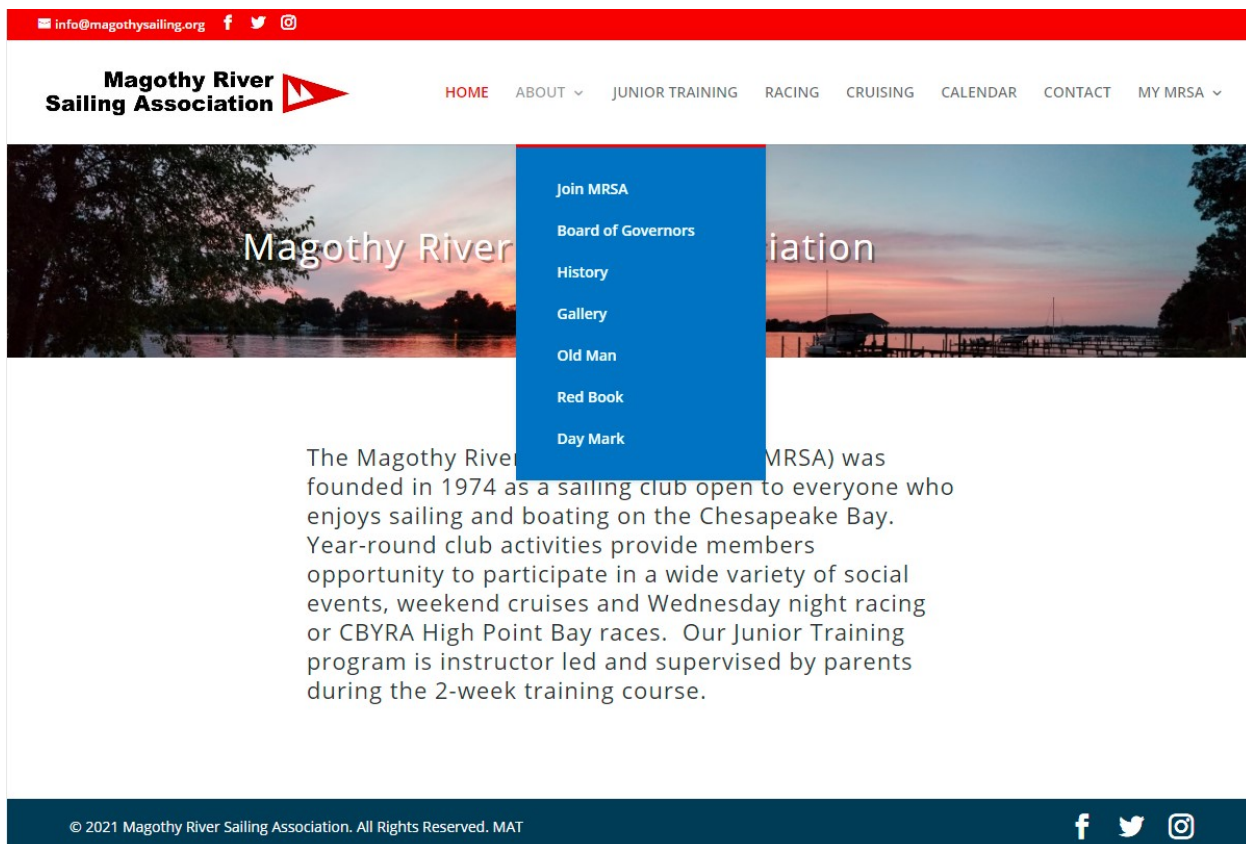 info@magothysailing.org
Magothy River
Sailing Association
HOME ABOUT JUNIOR TRAINING RACING CRUISING CALENDAR CONTACT MY MRSA
Join MRSA
Board of Governors
History
Gallery
Old Man
Red Book
Day Mark
Magothy River iation
The Magothy River MRSA) was
founded in 1974 as a sailing club open to everyone who
enjoys sailing and boating on the Chesapeake Bay.
Year-round club activities provide members
opportunity to participate in a wide variety of social
events, weekend cruises and Wednesday night racing
or CBYRA High Point Bay races. Our Junior Training
program is instructor led and supervised by parents
during the 2-week training course.
© 2021 Magothy River Sailing Association. All Rights Reserved. MAT